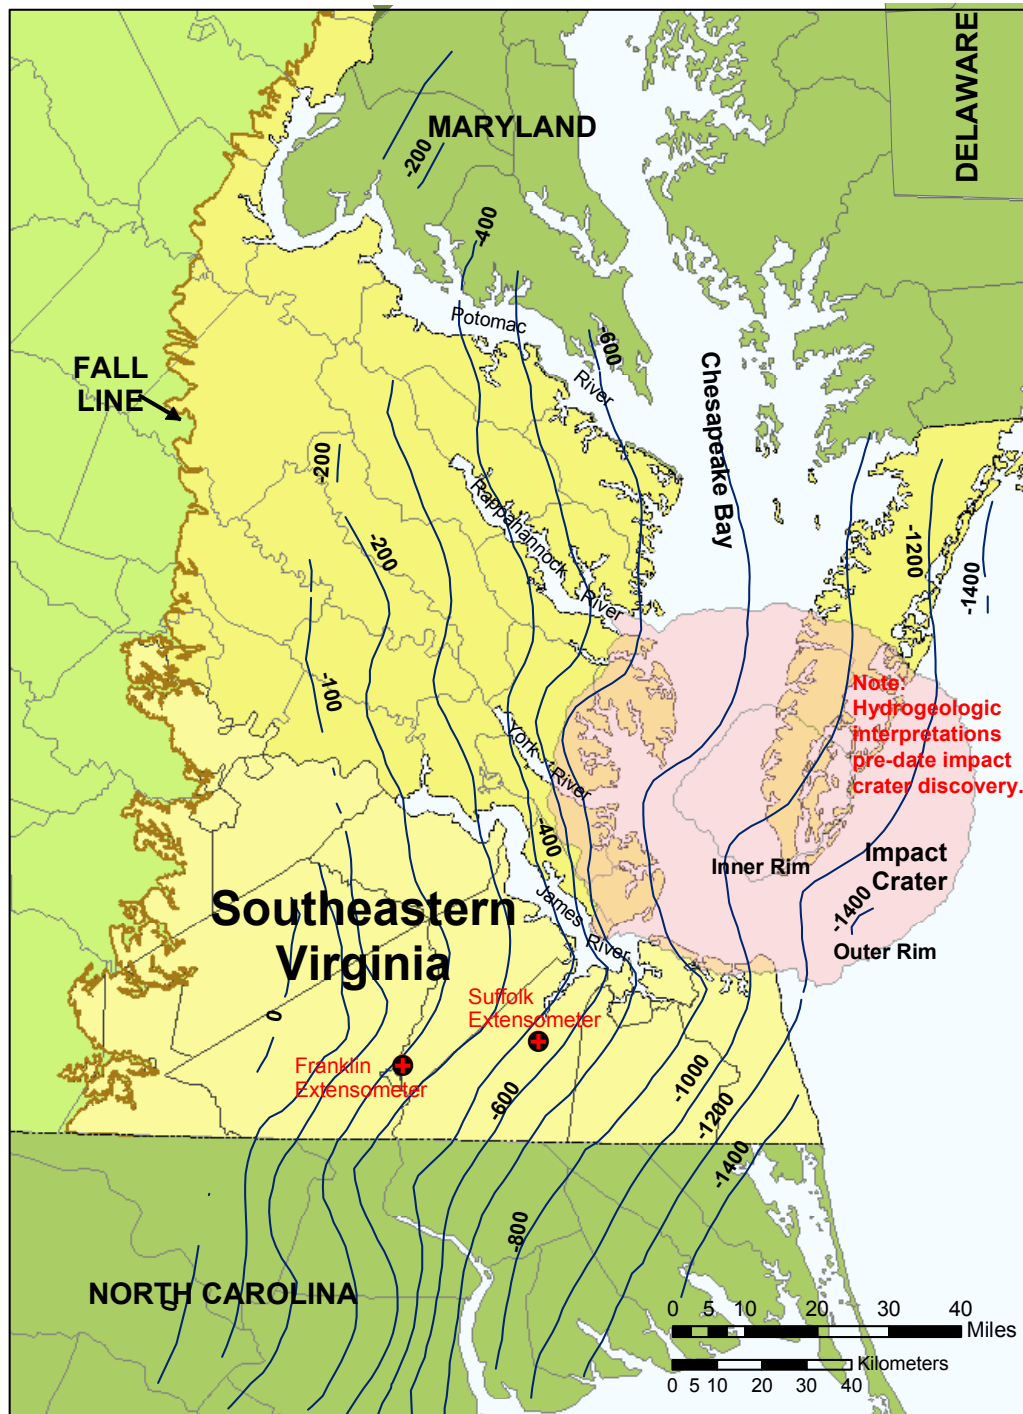 DELAWARE
MARYLAND
-200
-400
Potomac
River
-600
FALL
LINE
Chesapeake Bay
-200
Rappahannock
River
-200
-1200
-1400
-100
Note:
Hydrogeologic
interpretations
pre-date impact
crater discovery.
York
River
-400
Inner Rim
Impact
Crater
Southeastern
Virginia
James
River
-1400
Outer Rim
Suffolk
Extensometer
0
Franklin
Extensometer
-600
-1000
-1200
-1400
-800
NORTH CAROLINA
0
0 5 10 20 30 40
Miles
Kilometers
0 5 10 20 30 40